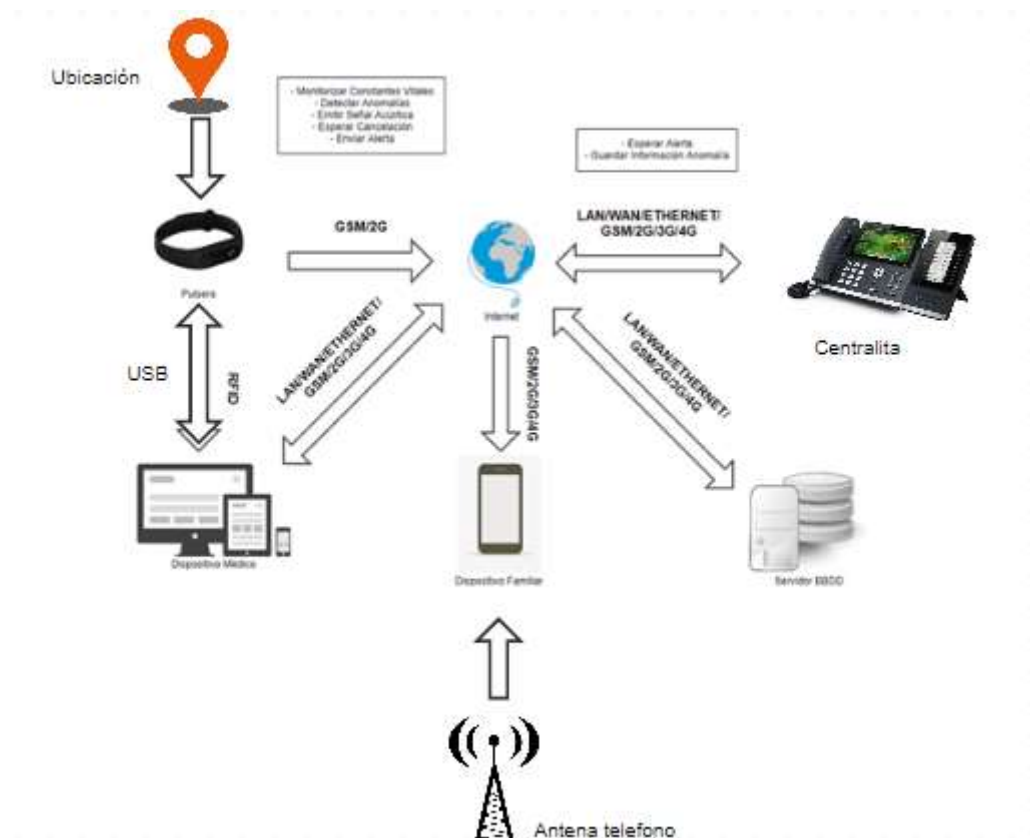 Ubicación
- Monitorizar Constantes Vitales
- Detectar Anomalías
- Emitir Señal Acústica
- Esperar Cancelación
- Enviar Alerta
- Esperar Alerta
- Guardar Información Anomalía
GSM/2G
LAN/WAN/ETHERNET/
GSM/2G/3G/4G
Pulsera
Internet
Centralita
USB
RFID
LAN/WAN/ETHERNET/
GSM/2G/3G/4G
GSM/2G/3G/4G
LAN/WAN/ETHERNET/
GSM/2G/3G/4G
Dispositivo Médico
Dispositivo Familiar
Servidor BBDD
Antena telefono